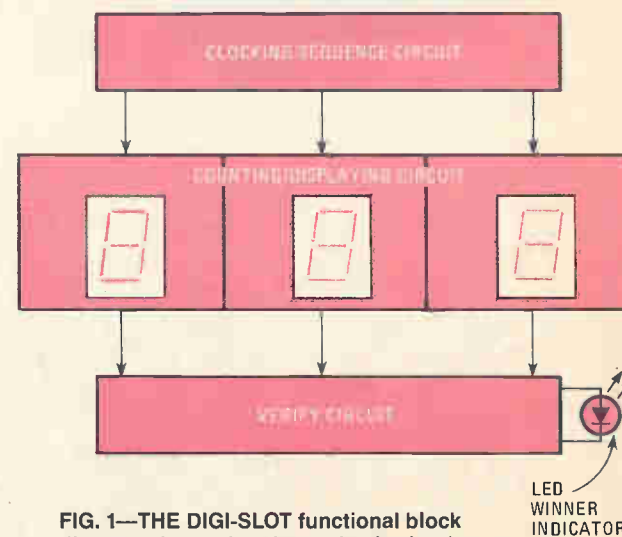 CLOCKING/SEQUENCE CIRCUIT
COUNTING/DISPLAYING CIRCUIT
VERIFY CIRCUIT
LED
WINNER
INDICATOR
FIG. 1—THE DIGI-SLOT functional block